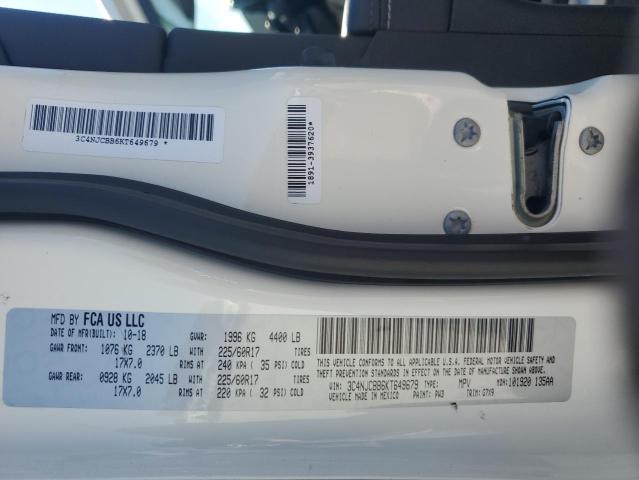 3C4NJCBB6KT649679 *
1891-3937620*
MFD BY FCA US LLC
DATE OF MFR(BUILT): 10-18 GVWR: 1996 KG 4400 LB
GAWR FRONT: 1076 KG 2370 LB WITH 225/60R17 TIRES
17X7.0 RIMS AT 240 KPA ( 35 PSI) COLD
GAWR REAR: 0928 KG 2045 LB WITH 225/60R17 TIRES
17X7.0 RIMS AT 220 KPA ( 32 PSI) COLD
THIS VEHICLE CONFORMS TO ALL APPLICABLE U.S.A. FEDERAL MOTOR VEHICLE SAFETY,
THEFT PREVENTION STANDARDS IN EFFECT ON THE DATE OF MANUFACTURE SHOWN ABOVE.
VIN: 3C4NJCBB6KT649679 TYPE: MPV MDH:101920 135AA
VEHICLE MADE IN MEXICO PAINT: PW3 TRIM: G7X9